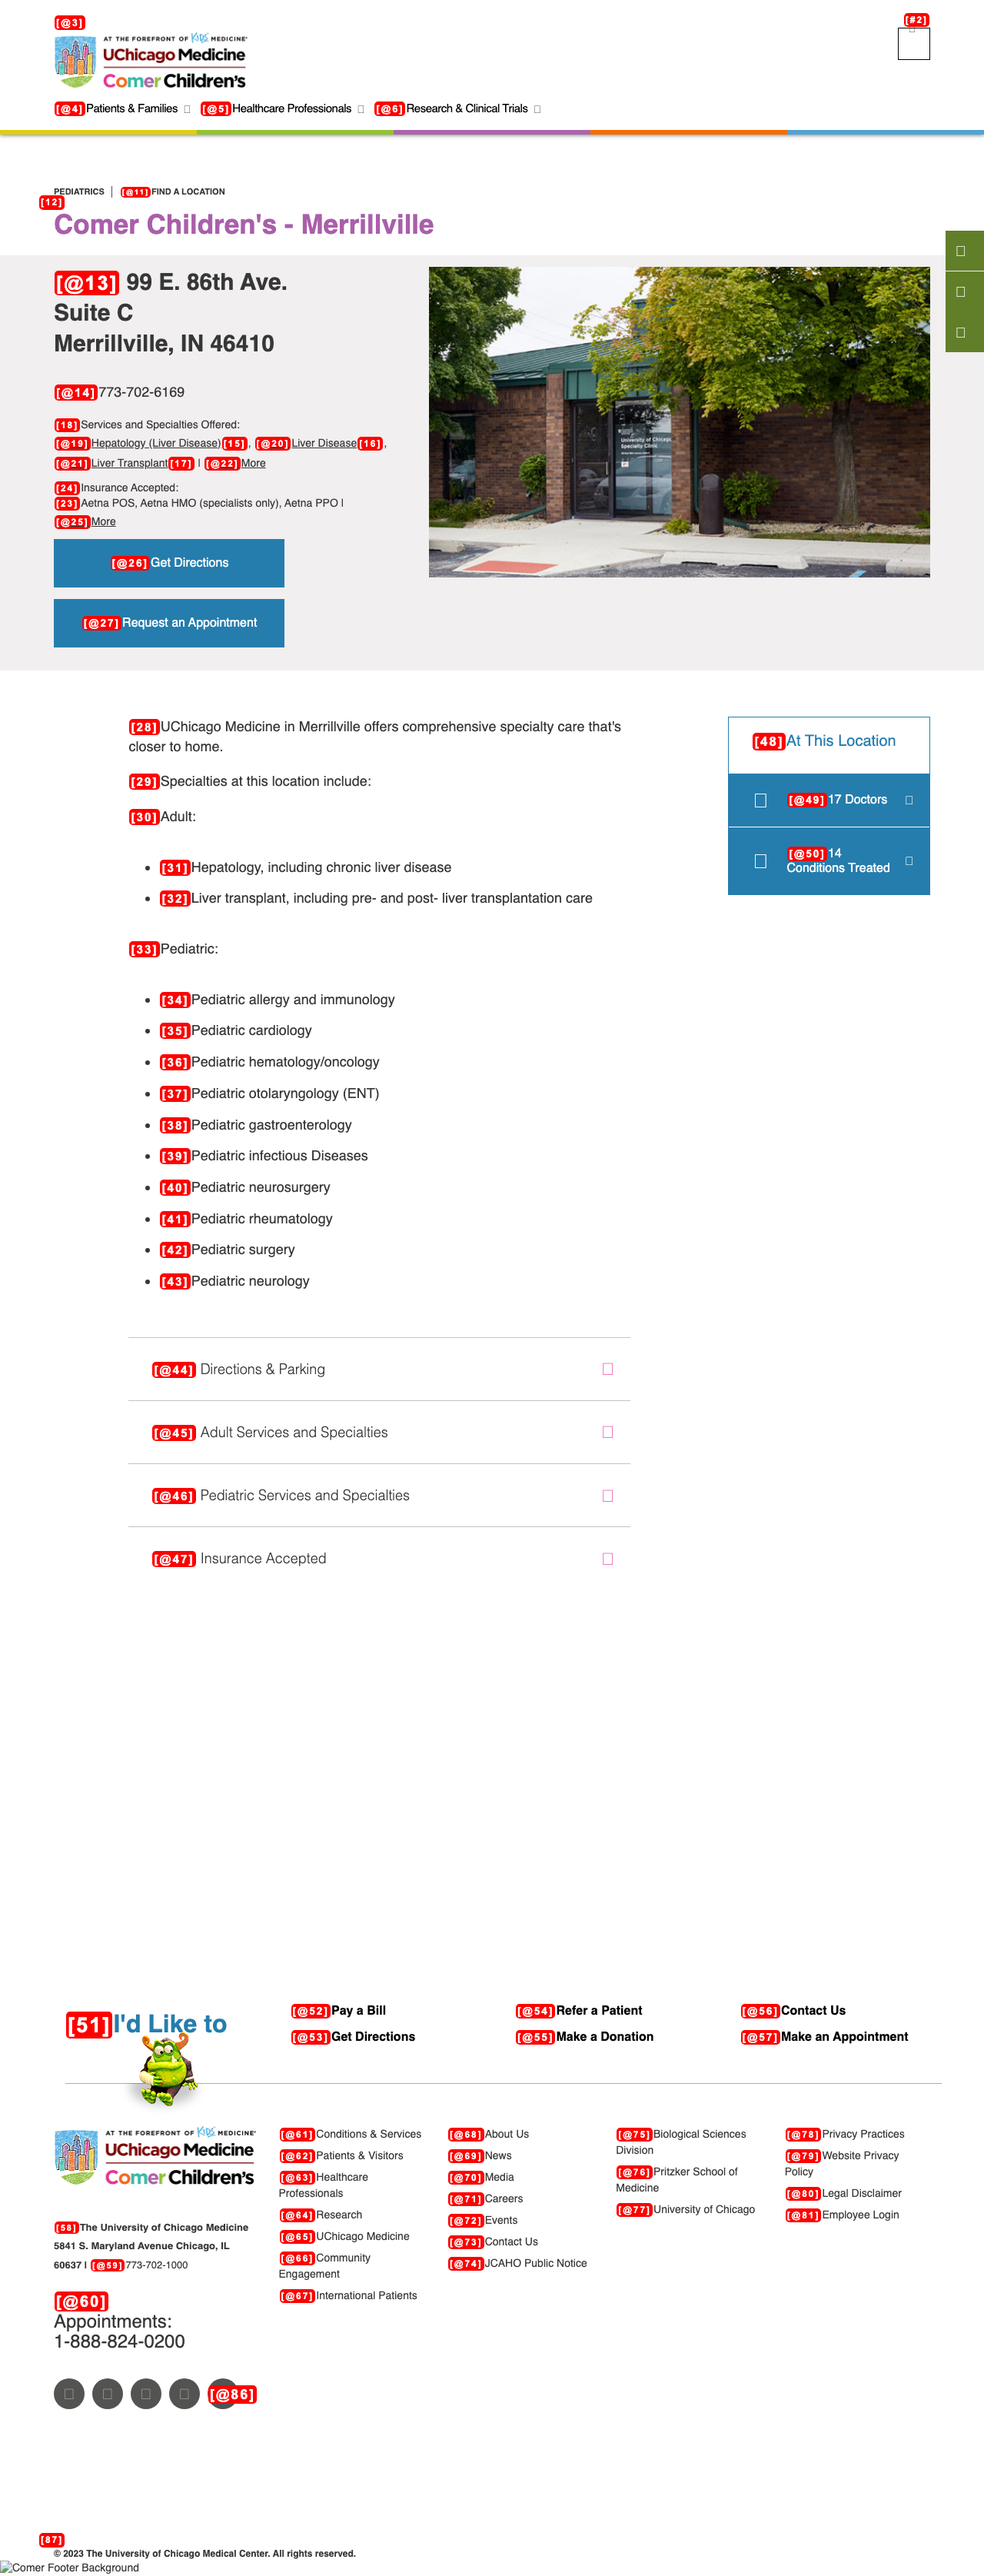 [@3]
[#2]
AT THE FOREFRONT OF KIDS MEDICINE®
UChicago Medicine
Comer Children's
[@4]Patients & Families [@5]Healthcare Professionals [@6]Research & Clinical Trials
PEDIATRICS | [@11]FIND A LOCATION
[12]
Comer Children's - Merrillville
[@13] 99 E. 86th Ave.
Suite C
Merrillville, IN 46410
[@14]773-702-6169
[18]Services and Specialties Offered:
[@19]Hepatology (Liver Disease)[15], [@20]Liver Disease[16],
[@21]Liver Transplant[17] | [@22]More
[24]Insurance Accepted:
[23]Aetna POS, Aetna HMO (specialists only), Aetna PPO |
[@25]More
[@26]Get Directions
[@27]Request an Appointment
University of Chicago
Specialty Clinic
[28]UChicago Medicine in Merrillville offers comprehensive specialty care that's
closer to home.
[29]Specialties at this location include:
[30]Adult:
• [31]Hepatology, including chronic liver disease
• [32]Liver transplant, including pre- and post- liver transplantation care
[33]Pediatric:
• [34]Pediatric allergy and immunology
• [35]Pediatric cardiology
• [36]Pediatric hematology/oncology
• [37]Pediatric otolaryngology (ENT)
• [38]Pediatric gastroenterology
• [39]Pediatric infectious Diseases
• [40]Pediatric neurosurgery
• [41]Pediatric rheumatology
• [42]Pediatric surgery
• [43]Pediatric neurology
[48]At This Location
[@49]17 Doctors
[@50]14
Conditions Treated
[@44] Directions & Parking
[@45] Adult Services and Specialties
[@46] Pediatric Services and Specialties
[@47] Insurance Accepted
[51]I'd Like to
[@52]Pay a Bill
[@53]Get Directions
[@54]Refer a Patient
[@55]Make a Donation
[@56]Contact Us
[@57]Make an Appointment
AT THE FOREFRONT OF KIDS MEDICINE®
UChicago Medicine
Comer Children's
[58]The University of Chicago Medicine
5841 S. Maryland Avenue Chicago, IL
60637 | [@59]773-702-1000
[@60]
Appointments:
1-888-824-0200
[@86]
[@61]Conditions & Services
[@62]Patients & Visitors
[@63]Healthcare
Professionals
[@64]Research
[@65]UChicago Medicine
[@66]Community
Engagement
[@67]International Patients
[@68]About Us
[@69]News
[@70]Media
[@71]Careers
[@72]Events
[@73]Contact Us
[@74]JCAHO Public Notice
[@75]Biological Sciences
Division
[@76]Pritzker School of
Medicine
[@77]University of Chicago
[@78]Privacy Practices
[@79]Website Privacy
Policy
[@80]Legal Disclaimer
[@81]Employee Login
[87]
© 2023 The University of Chicago Medical Center. All rights reserved.
Comer Footer Background